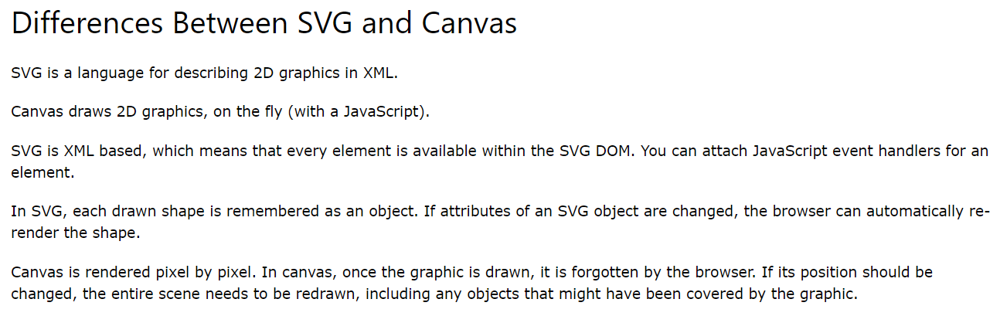 Differences Between SVG and Canvas
SVG is a language for describing 2D graphics in XML.
Canvas draws 2D graphics, on the fly (with a JavaScript).
SVG is XML based, which means that every element is available within the SVG DOM. You can attach JavaScript event handlers for an
element.
In SVG, each drawn shape is remembered as an object. If attributes of an SVG object are changed, the browser can automatically re-
render the shape.
Canvas is rendered pixel by pixel. In canvas, once the graphic is drawn, it is forgotten by the browser. If its position should be
changed, the entire scene needs to be redrawn, including any objects that might have been covered by the graphic.